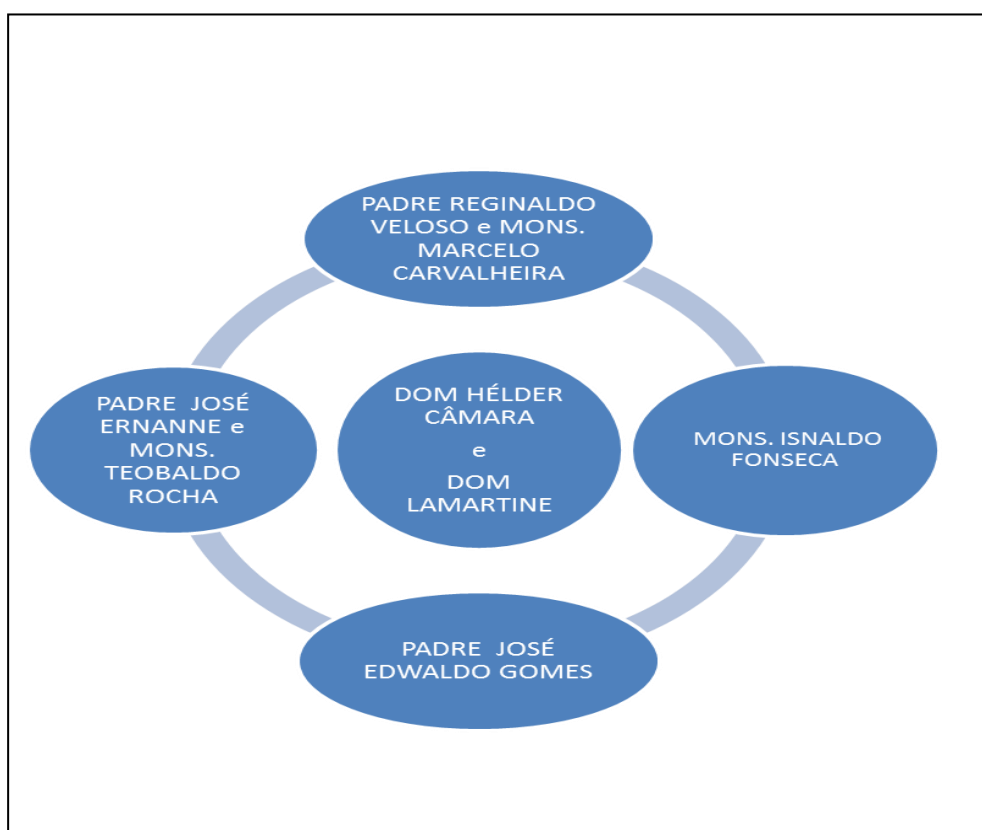 PADRE REGINALDO
VELOSO e MONS.
MARCELO
CARVALHEIRA
PADRE JOSÉ
ERNANNE e
MONS.
TEOBALDO
ROCHA
DOM HÉLDER
CÂMARA
e
DOM
LAMARTINE
MONS. ISNALDO
FONSECA
PADRE JOSÉ
EDWALDO GOMES